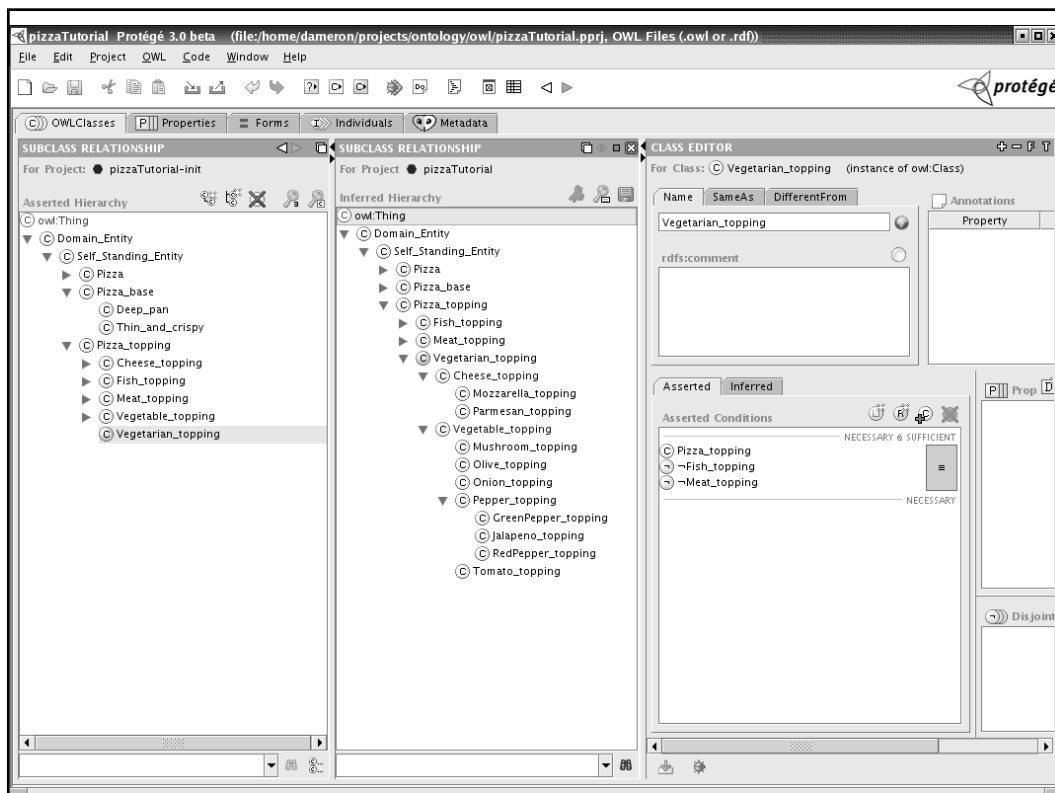 pizzaTutorial Protégé 3.0 beta (file:/home/dameron/projects/ontology/owl/pizzaTutorial.pprj, OWL Files (.owl or .rdf))
File Edit Project OWL Code Window Help
protégé
OWLClasses Properties Forms Individuals Metadata
SUBCLASS RELATIONSHIP
For Project: pizzaTutorial-init
Asserted Hierarchy
owl:Thing
Domain_Entity
Self_Standing_Entity
Pizza
Pizza_base
Deep_pan
Thin_and_crispy
Pizza_topping
Cheese_topping
Fish_topping
Meat_topping
Vegetable_topping
Vegetarian_topping
SUBCLASS RELATIONSHIP
For Project pizzaTutorial
Inferred Hierarchy
owl:Thing
Domain_Entity
Self_Standing_Entity
Pizza
Pizza_base
Pizza_topping
Fish_topping
Meat_topping
Vegetarian_topping
Cheese_topping
Mozzarella_topping
Parmesan_topping
Vegetable_topping
Mushroom_topping
Olive_topping
Onion_topping
Pepper_topping
GreenPepper_topping
Jalapeno_topping
RedPepper_topping
Tomato_topping
CLASS EDITOR
For Class: Vegetarian_topping (instance of owl:Class)
Name SameAs DifferentFrom
Vegetarian_topping
rdfs:comment
Annotations
Property
Asserted Inferred
Asserted Conditions
NECESSARY & SUFFICIENT
Pizza_topping
¬Fish_topping
¬Meat_topping
≡
NECESSARY
Prop
Disjoint